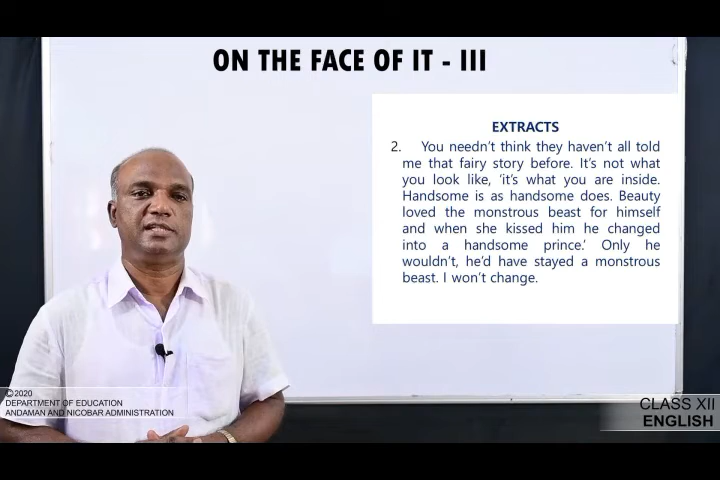 ON THE FACE OF IT - III
EXTRACTS
2. You needn't think they haven't all told
me that fairy story before. It's not what
you look like, 'it's what you are inside.
Handsome is as handsome does. Beauty
loved the monstrous beast for himself
and when she kissed him he changed
into a handsome prince.' Only he
wouldn't, he'd have stayed a monstrous
beast. I won't change.
©2020
DEPARTMENT OF EDUCATION
ANDAMAN AND NICOBAR ADMINISTRATION
CLASS XII
ENGLISH